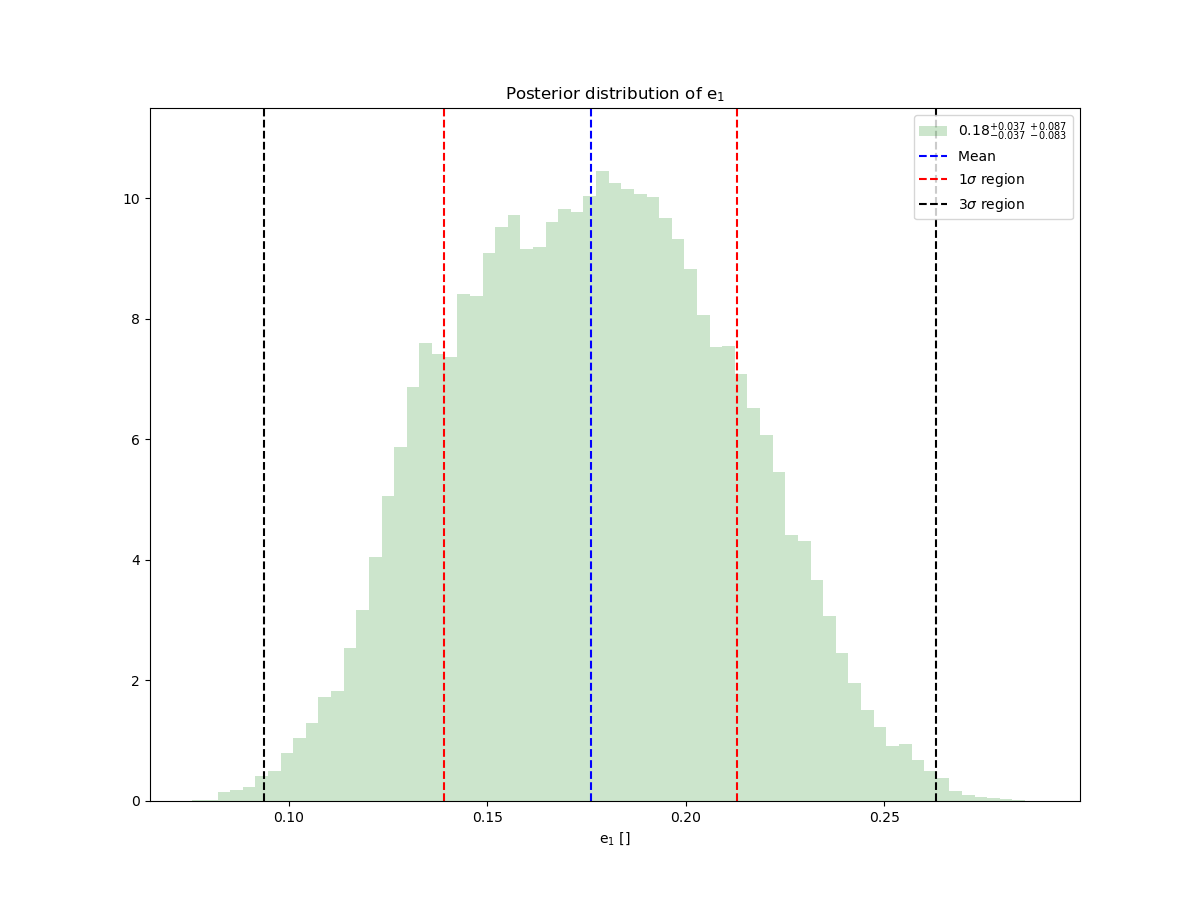 Posterior distribution of e₁
0.18⁺⁰·⁰³⁷₋₀.₀₃₇ ⁺⁰·⁰⁸⁷₋₀.₀₈₃
Mean
1σ region
3σ region
10
8
6
4
2
0
0.10 0.15 0.20 0.25
e₁ []